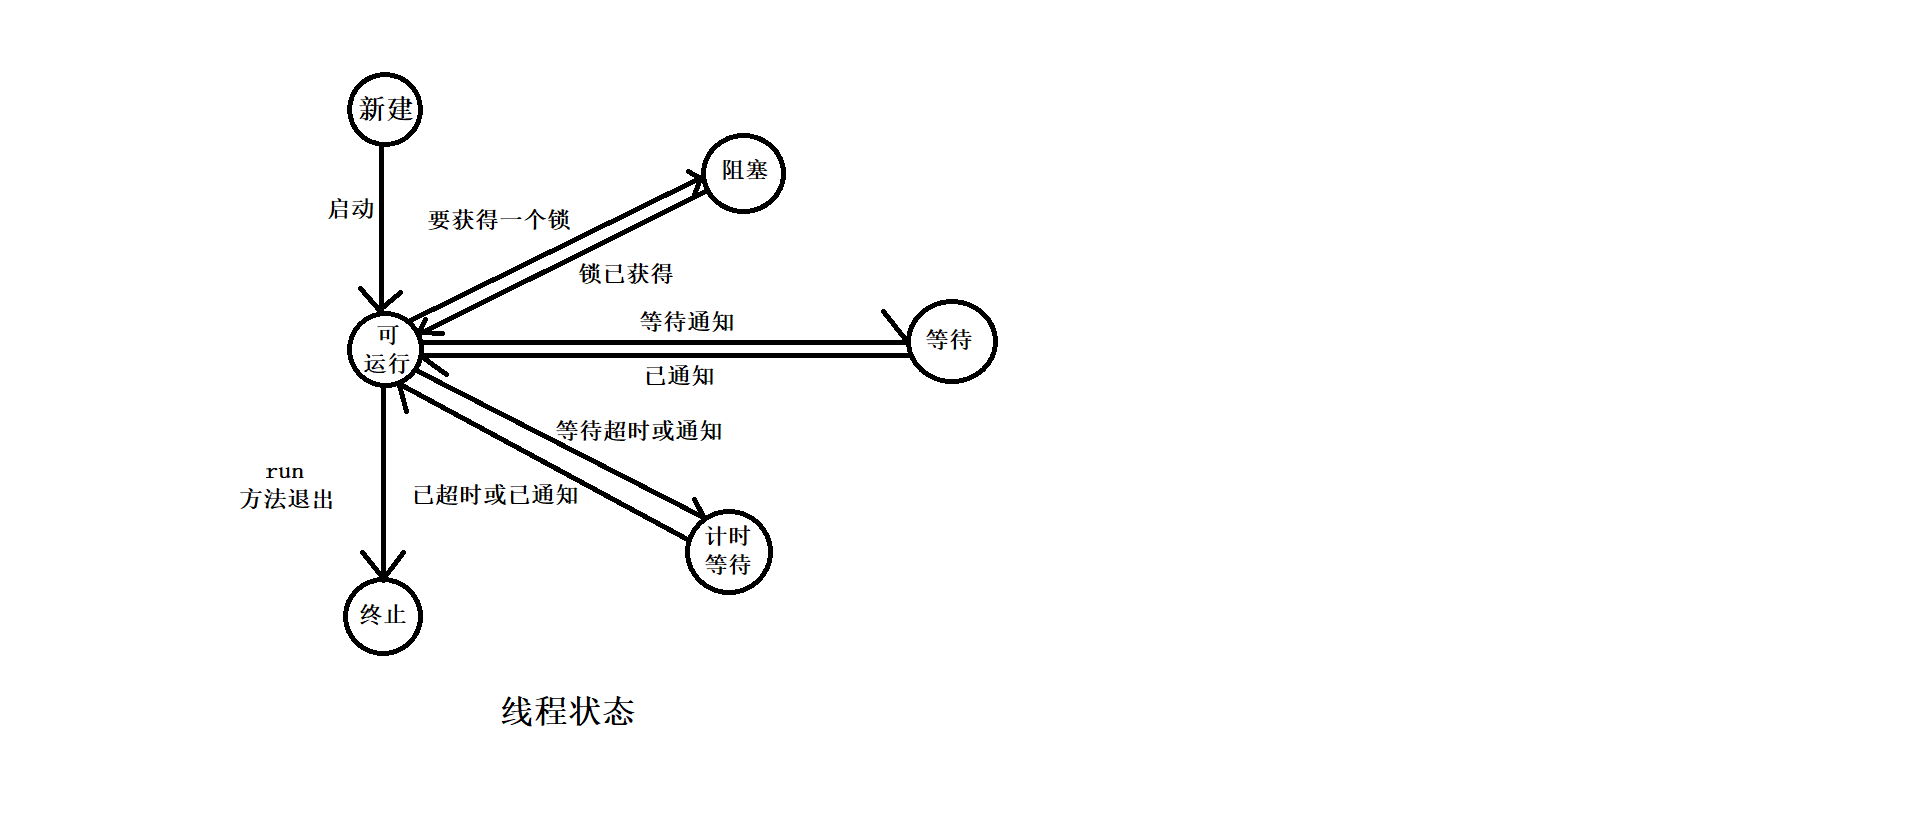 新建
阻塞
启动
要获得一个锁
锁已获得
等待通知
可
运行
等待
已通知
等待超时或通知
run
方法退出
已超时或已通知
计时
等待
终止
线程状态